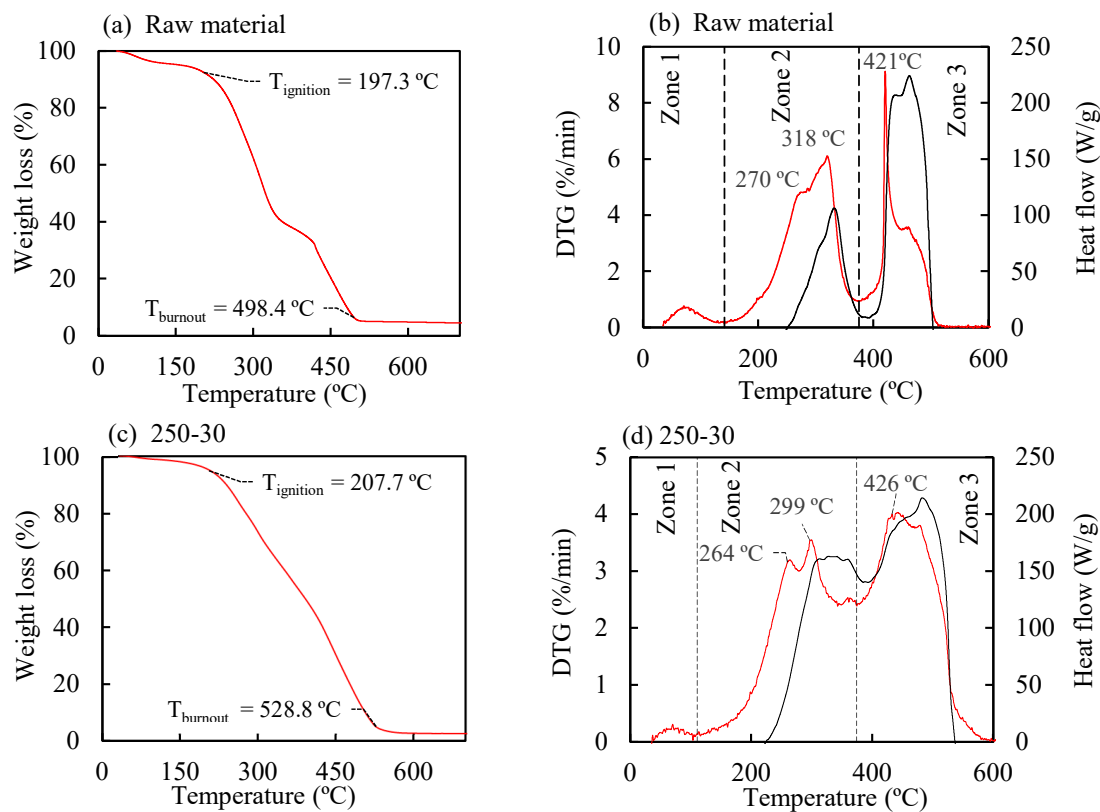 (a) Raw material
100
80
60
40
20
0
Weight loss (%)
Tignition = 197.3 ºC
Tburnout = 498.4 ºC
0 150 300 450 600
Temperature (ºC)
(b) Raw material
10
8
6
4
2
0
DTG (%/min)
Zone 1
Zone 2
Zone 3
270 ºC
318 ºC
421ºC
250
200
150
100
50
0
Heat flow (W/g)
0 200 400 600
Temperature (ºC)
(c) 250-30
100
80
60
40
20
0
Weight loss (%)
Tignition = 207.7 ºC
Tburnout = 528.8 ºC
0 150 300 450 600
Temperature (ºC)
(d) 250-30
5
4
3
2
1
0
DTG (%/min)
Zone 1
Zone 2
Zone 3
264 ºC
299 ºC
426 ºC
250
200
150
100
50
0
Heat flow (W/g)
0 200 400 600
Temperature (ºC)